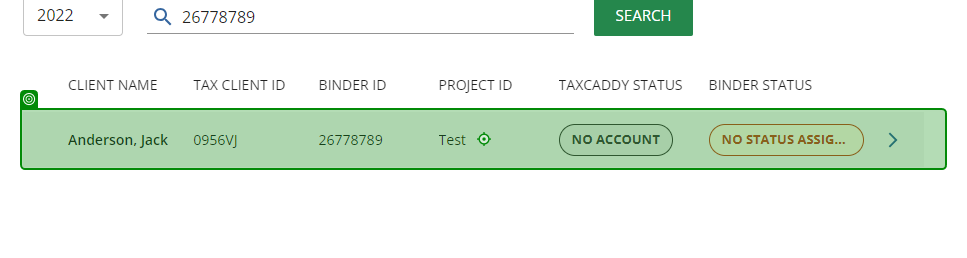 2022 26778789 SEARCH
CLIENT NAME TAX CLIENT ID BINDER ID PROJECT ID TAXCADDY STATUS BINDER STATUS
Anderson, Jack 0956VJ 26778789 Test NO ACCOUNT NO STATUS ASSIG...